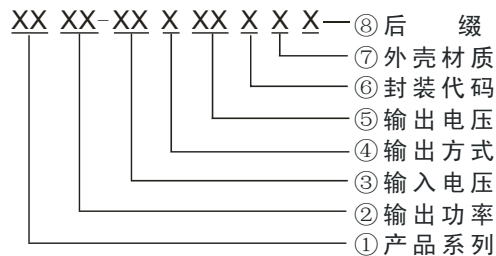 XX XX-XX X XX X X X
⑧后 缀
⑦外壳材质
⑥封装代码
⑤输出电压
④输出方式
③输入电压
②输出功率
①产品系列